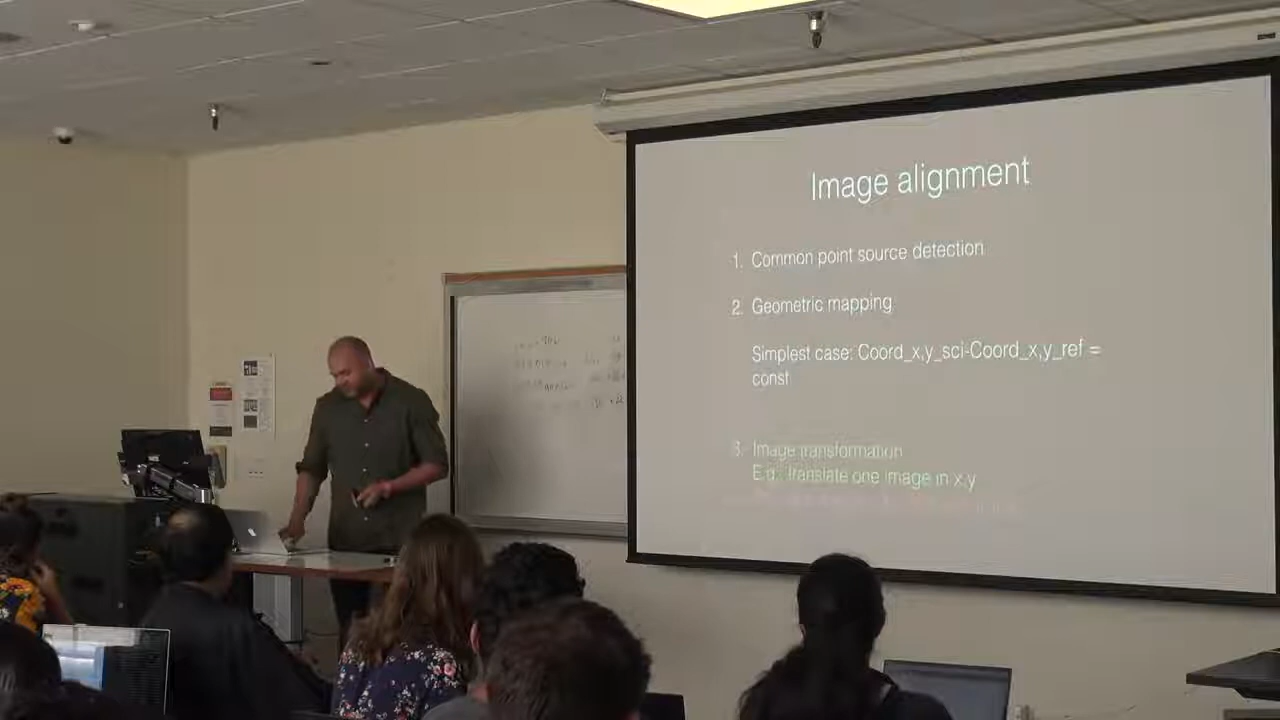 Image alignment
1. Common point source detection
2. Geometric mapping
Simplest case: Coord_x,y_sci-Coord_x,y_ref =
const
3. Image transformation
E.g. Translate one image in x,y